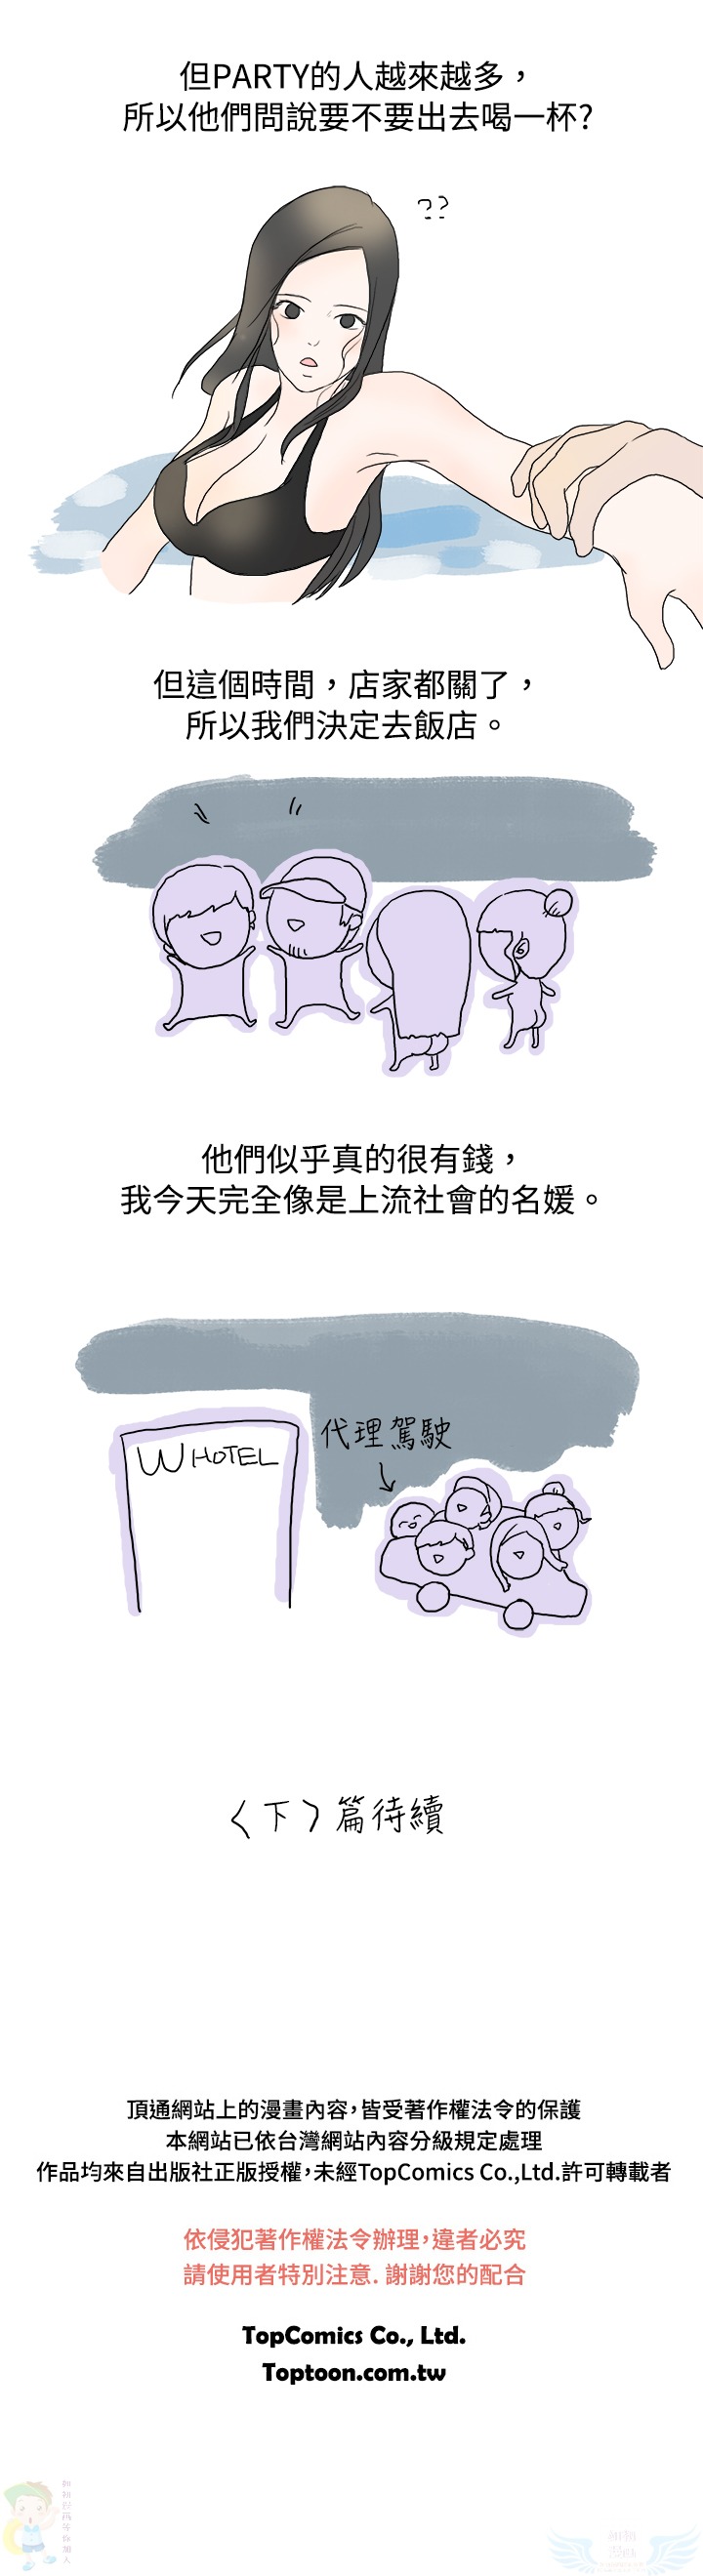 但PARTY的人越來越多，
所以他們問說要不要出去喝一杯?
??
但這個時間，店家都關了，
所以我們決定去飯店。
他們似乎真的很有錢，
我今天完全像是上流社會的名媛。
代理駕駛
W HOTEL
〈下〉篇待續
頂通網站上的漫畫內容，皆受著作權法令的保護
本網站已依台灣網站內容分級規定處理
作品均來自出版社正版授權，未經TopComics Co.,Ltd.許可轉載者
依侵犯著作權法令辦理，違者必究
請使用者特別注意. 謝謝您的配合
TopComics Co., Ltd.
Toptoon.com.tw